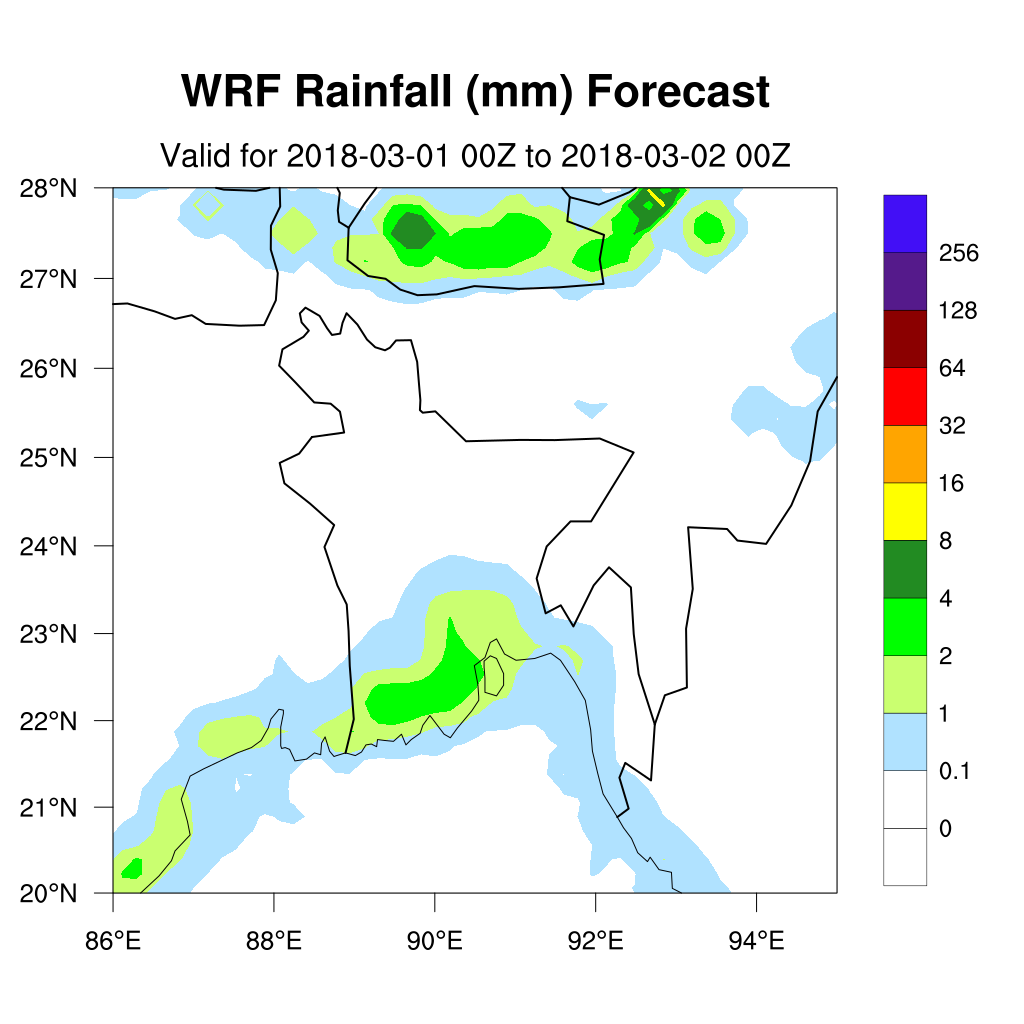 WRF Rainfall (mm) Forecast
Valid for 2018-03-01 00Z to 2018-03-02 00Z
28°N
27°N
26°N
25°N
24°N
23°N
22°N
21°N
20°N
86°E 88°E 90°E 92°E 94°E
256
128
64
32
16
8
4
2
1
0.1
0